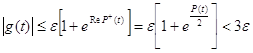 |g(t)| ≤ ε[1 + e^{Re P*(t)}] = ε[1 + e^{P(t)/2}] < 3ε